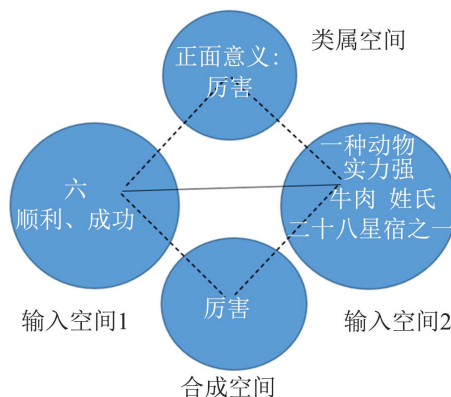 类属空间
正面意义:
厉害
六
顺利、成功
一种动物
实力强
牛肉 姓氏
二十八星宿之一
输入空间1
厉害
输入空间2
合成空间